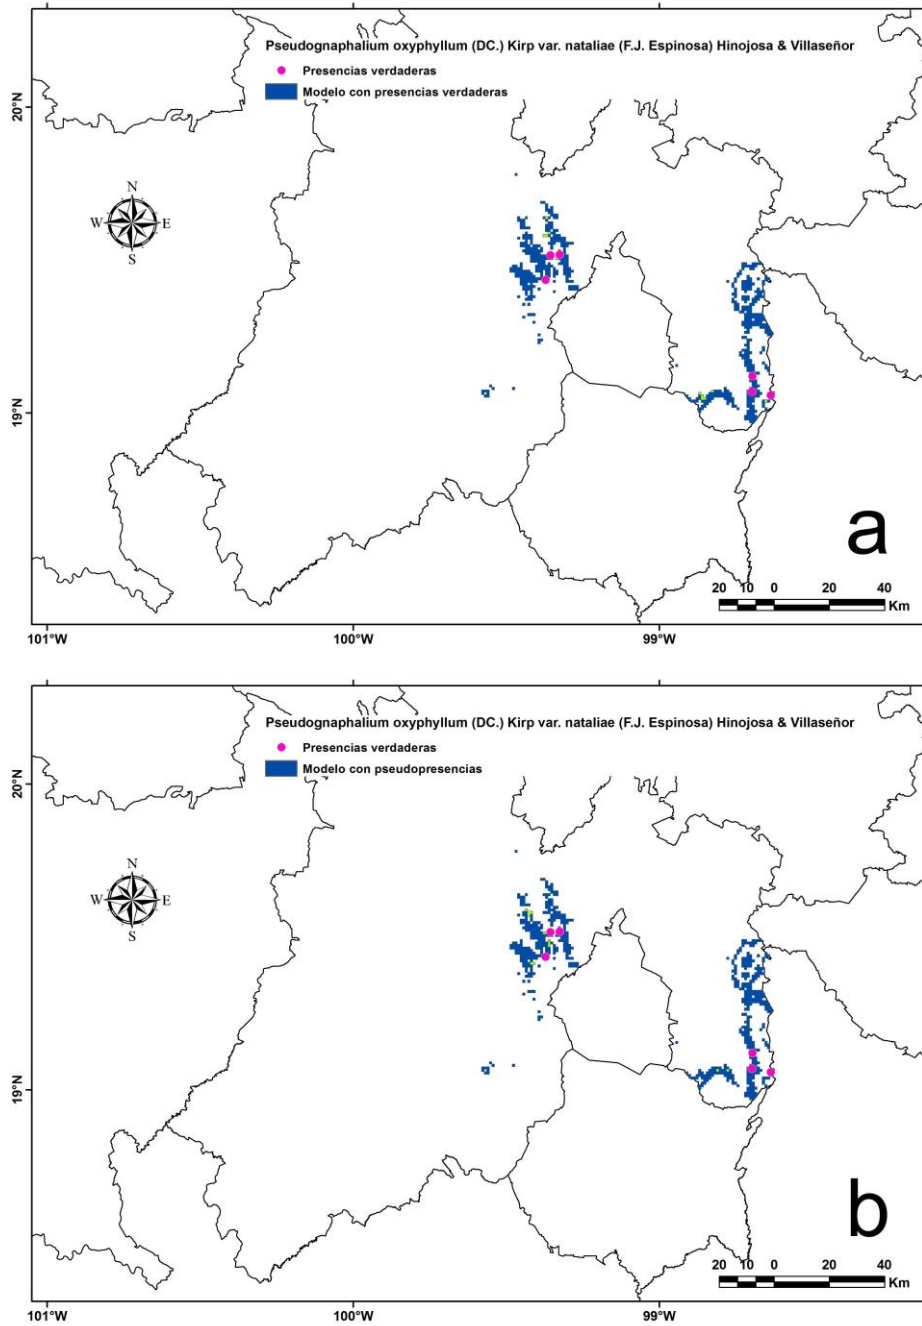 Pseudognaphalium oxyphyllum (DC.) Kirp var. nataliae (F.J. Espinosa) Hinojosa & Villaseñor
Presencias verdaderas
Modelo con presencias verdaderas
20°N
N
W E
S
19°N
a
20 10 0 20 40
Km
101°W 100°W 99°W
Pseudognaphalium oxyphyllum (DC.) Kirp var. nataliae (F.J. Espinosa) Hinojosa & Villaseñor
Presencias verdaderas
Modelo con pseudopresencias
20°N
N
W E
S
19°N
b
20 10 0 20 40
Km
101°W 100°W 99°W